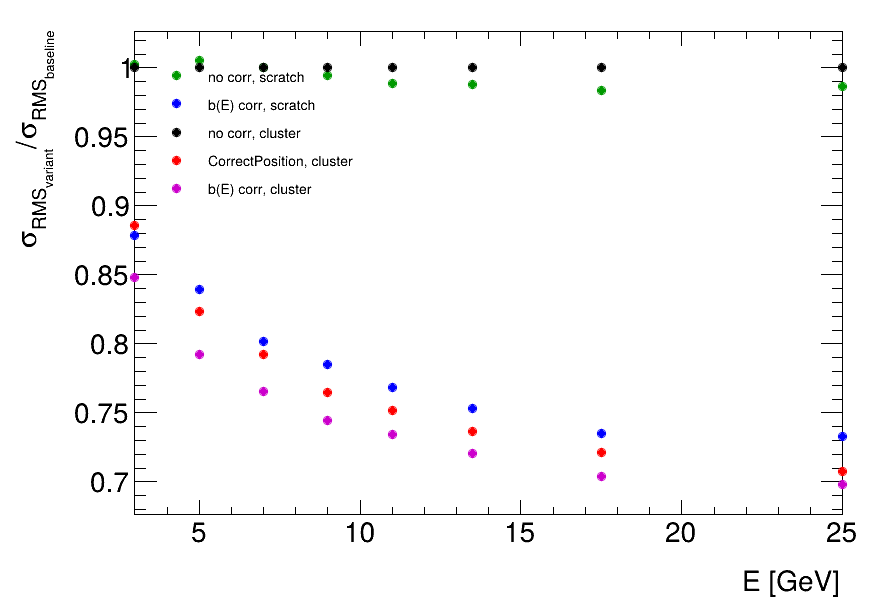 σRMSvariant/σRMSbaseline
1
0.95
0.9
0.85
0.8
0.75
0.7
no corr, scratch
b(E) corr, scratch
no corr, cluster
CorrectPosition, cluster
b(E) corr, cluster
5
10
15
20
25
E [GeV]